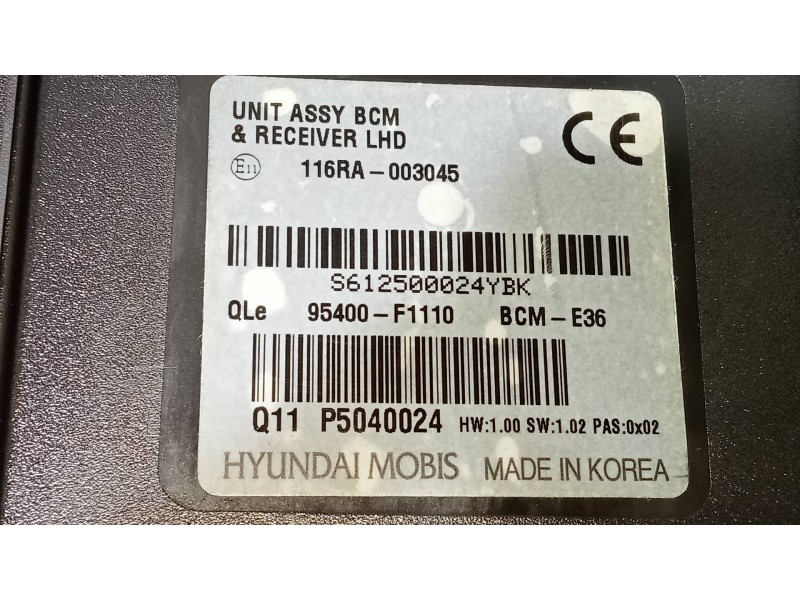 UNIT ASSY BCM
& RECEIVER LHD
CE
E11 116RA-003045
S612500024YBK
QLe 95400-F1110 BCM-E36
Q11 P5040024 HW:1.00 SW:1.02 PAS:0x02
HYUNDAI MOBIS MADE IN KOREA